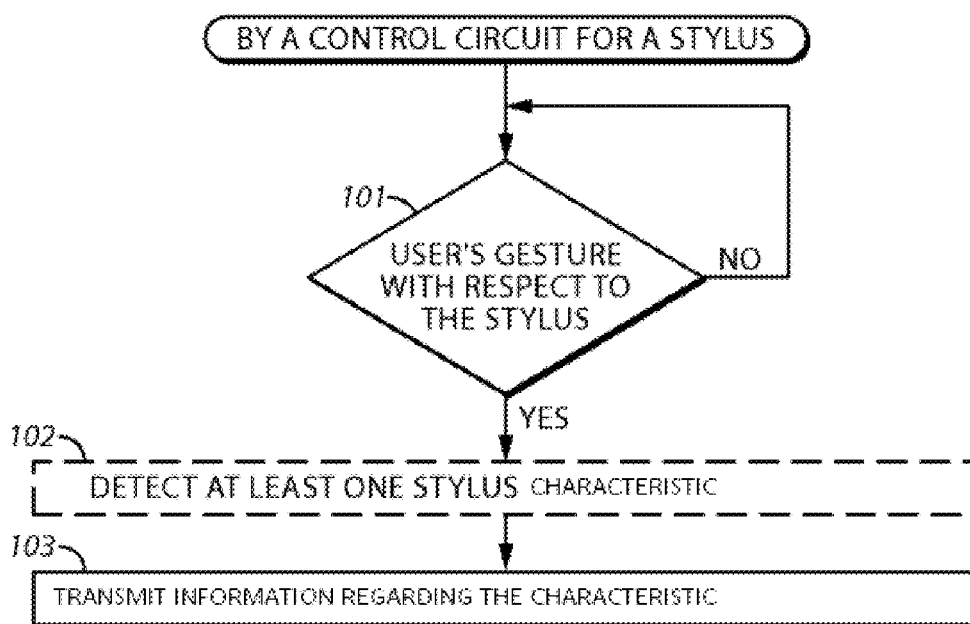 BY A CONTROL CIRCUIT FOR A STYLUS
101
USER'S GESTURE
WITH RESPECT TO
THE STYLUS
NO
YES
102
DETECT AT LEAST ONE STYLUS CHARACTERISTIC
103
TRANSMIT INFORMATION REGARDING THE CHARACTERISTIC